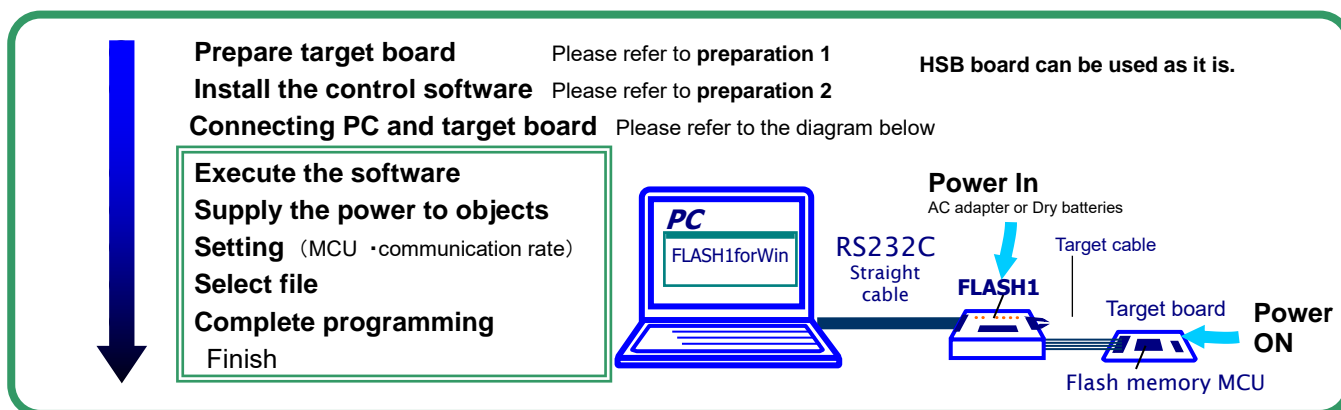 Prepare target board Please refer to preparation 1
HSB board can be used as it is.
Install the control software Please refer to preparation 2
Connecting PC and target board Please refer to the diagram below
Execute the software
Supply the power to objects
Setting（MCU ・communication rate）
Select file
Complete programming
Finish
PC
FLASH1forWin
RS232C
Straight
cable
Power In
AC adapter or Dry batteries
FLASH1
Target cable
Target board
Power
ON
Flash memory MCU